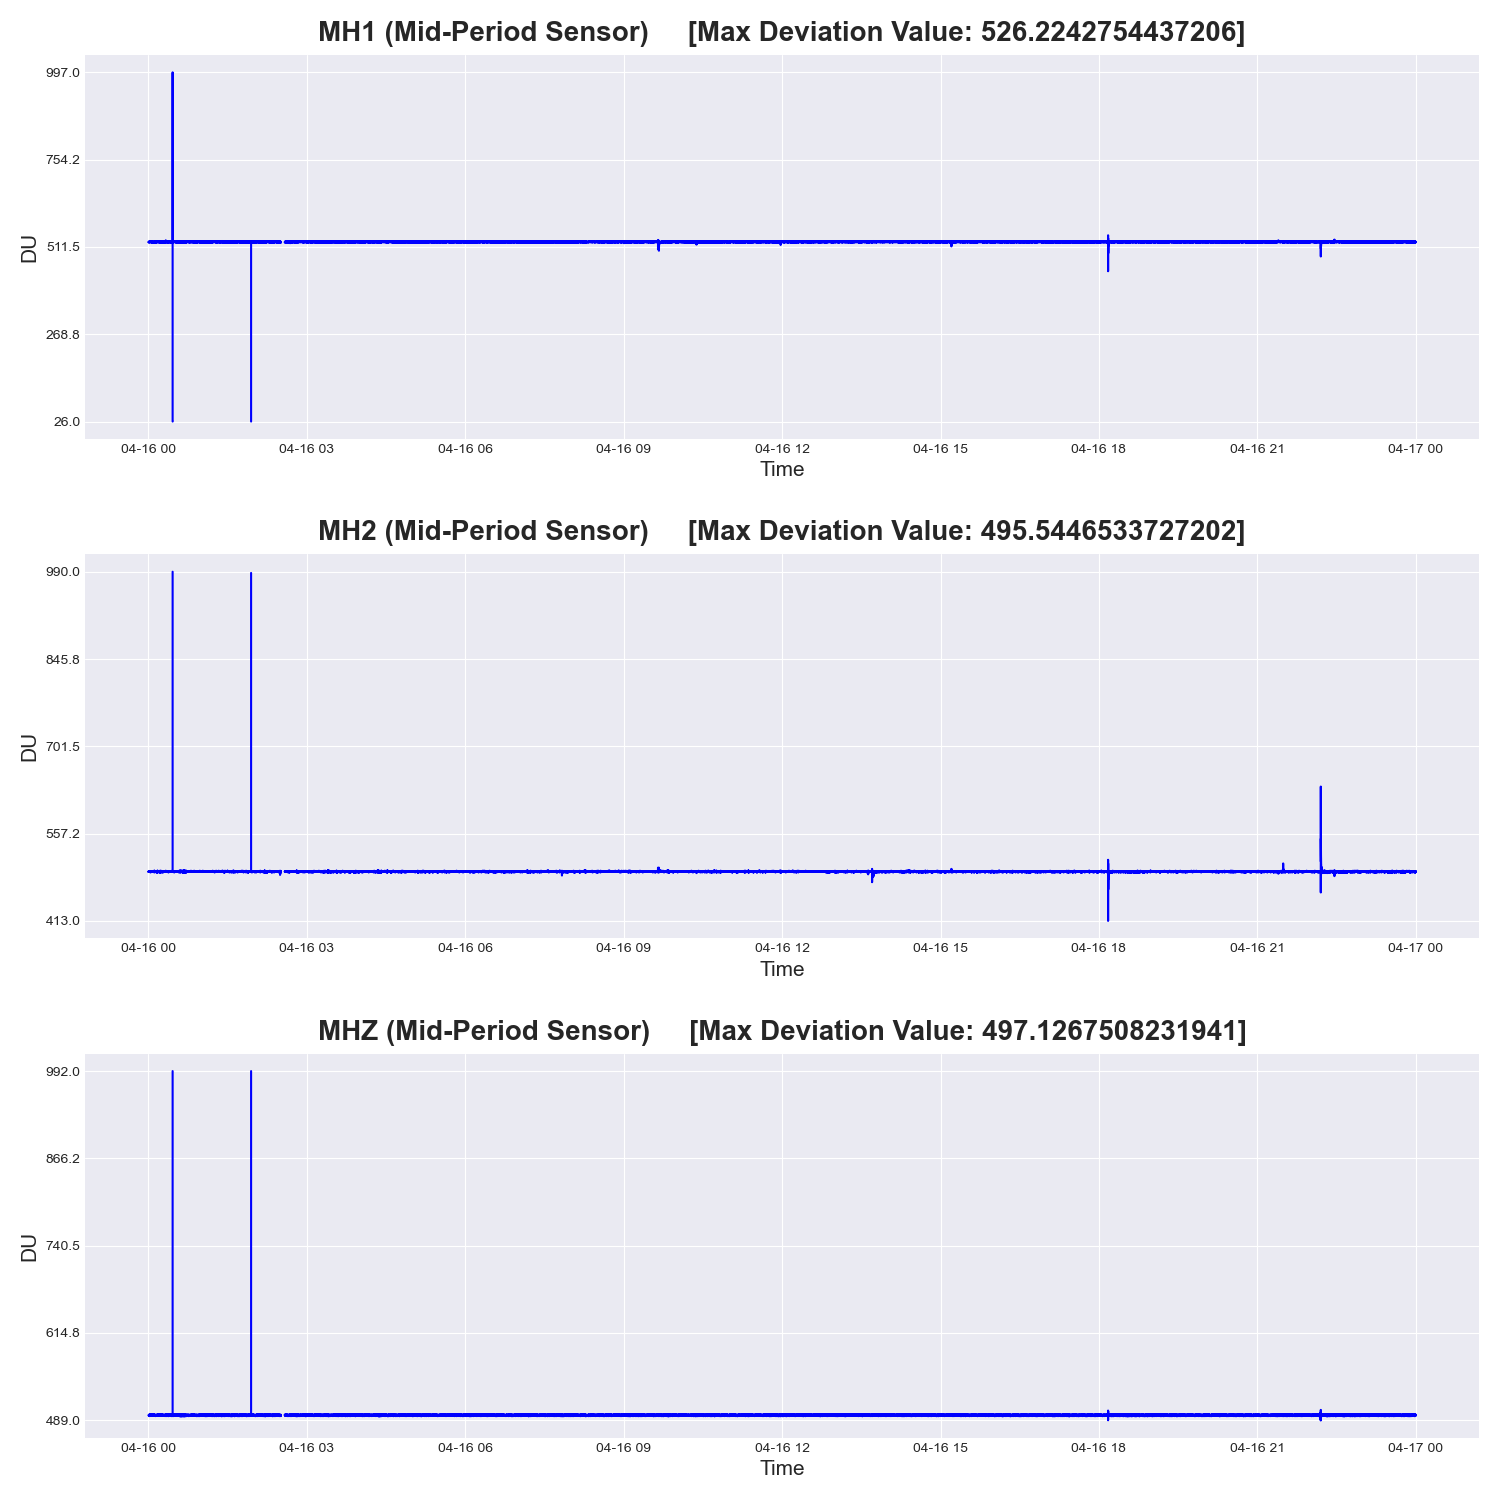 MH1 (Mid-Period Sensor) [Max Deviation Value: 526.2242754437206]
997.0
754.2
511.5
268.8
26.0
DU
04-16 00 04-16 03 04-16 06 04-16 09 04-16 12 04-16 15 04-16 18 04-16 21 04-17 00
Time
MH2 (Mid-Period Sensor) [Max Deviation Value: 495.5446533727202]
990.0
845.8
701.5
557.2
413.0
DU
04-16 00 04-16 03 04-16 06 04-16 09 04-16 12 04-16 15 04-16 18 04-16 21 04-17 00
Time
MHZ (Mid-Period Sensor) [Max Deviation Value: 497.1267508231941]
992.0
866.2
740.5
614.8
489.0
DU
04-16 00 04-16 03 04-16 06 04-16 09 04-16 12 04-16 15 04-16 18 04-16 21 04-17 00
Time